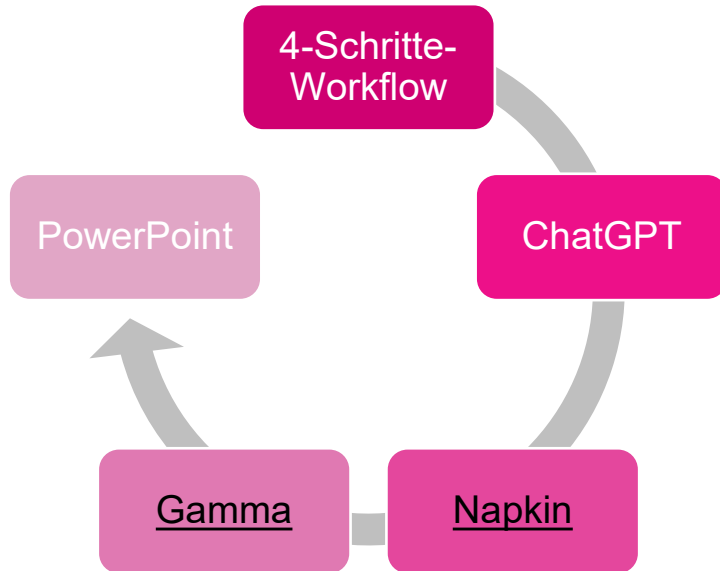 4-Schritte-
Workflow
ChatGPT
Napkin
Gamma
PowerPoint